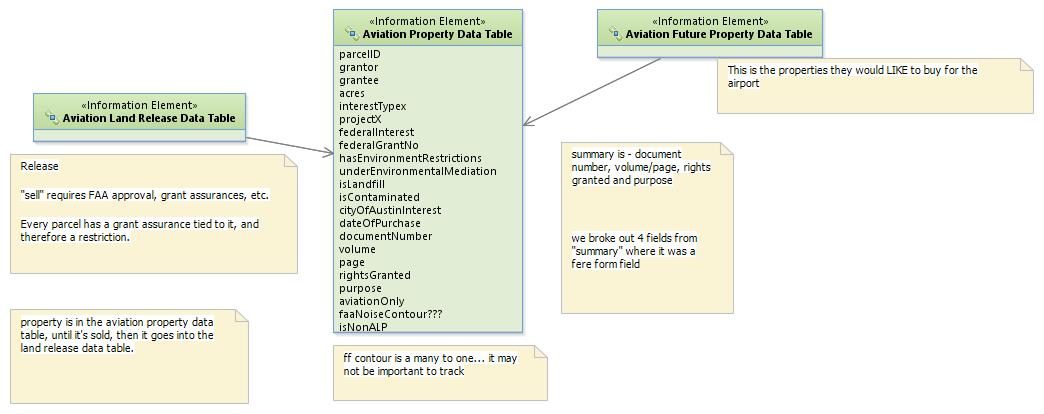 «Information Element»
Aviation Property Data Table
parcelID
grantor
grantee
acres
interestTypex
projectX
federalInterest
federalGrantNo
hasEnvironmentRestrictions
underEnvironmentalMediation
isLandfill
isContaminated
cityOfAustinInterest
dateOfPurchase
documentNumber
volume
page
rightsGranted
purpose
aviationOnly
faaNoiseContour???
isNonALP
«Information Element»
Aviation Future Property Data Table
This is the properties they would LIKE to buy for the
airport
«Information Element»
Aviation Land Release Data Table
Release
"sell" requires FAA approval, grant assurances, etc.
Every parcel has a grant assurance tied to it, and
therefore a restriction.
summary is - document
number, volume/page, rights
granted and purpose
we broke out 4 fields from
"summary" where it was a
fere form field
property is in the aviation property data
table, until it's sold, then it goes into the
land release data table.
ff contour is a many to one... it may
not be important to track